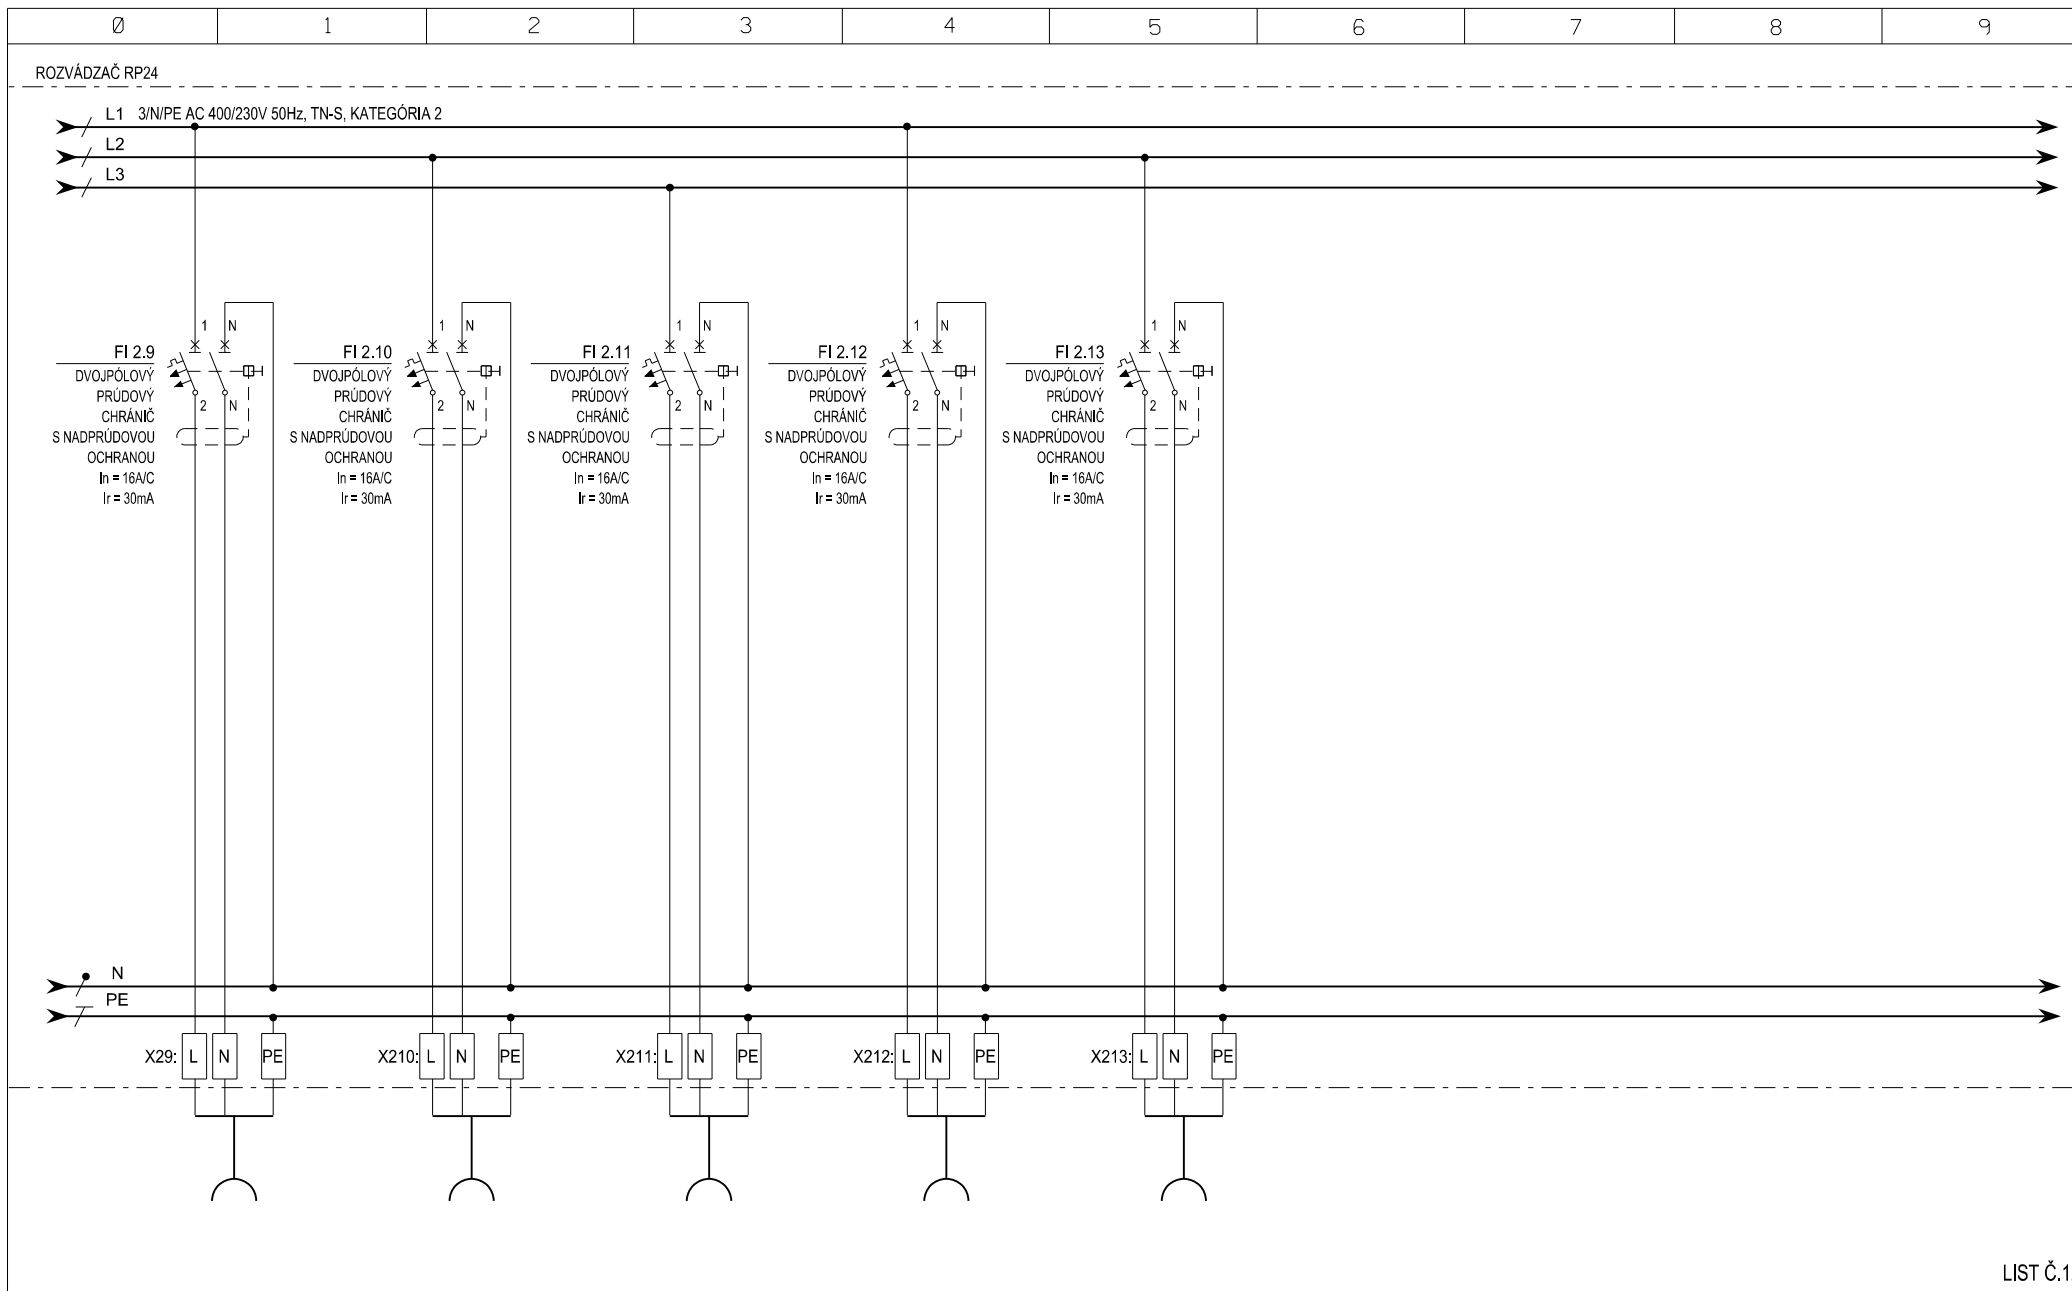 0 1 2 3 4 5 6 7 8 9
ROZVÁDZAČ RP24
L1 3/N/PE AC 400/230V 50Hz, TN-S, KATEGÓRIA 2
L2
L3
1 N
FI 2.9
DVOJPÓLOVÝ
PRÚDOVÝ
CHRÁNIČ
S NADPRÚDOVOU
OCHRANOU
In = 16A/C
Ir = 30mA
2 N
1 N
FI 2.10
DVOJPÓLOVÝ
PRÚDOVÝ
CHRÁNIČ
S NADPRÚDOVOU
OCHRANOU
In = 16A/C
Ir = 30mA
2 N
1 N
FI 2.11
DVOJPÓLOVÝ
PRÚDOVÝ
CHRÁNIČ
S NADPRÚDOVOU
OCHRANOU
In = 16A/C
Ir = 30mA
2 N
1 N
FI 2.12
DVOJPÓLOVÝ
PRÚDOVÝ
CHRÁNIČ
S NADPRÚDOVOU
OCHRANOU
In = 16A/C
Ir = 30mA
2 N
1 N
FI 2.13
DVOJPÓLOVÝ
PRÚDOVÝ
CHRÁNIČ
S NADPRÚDOVOU
OCHRANOU
In = 16A/C
Ir = 30mA
2 N
N
PE
X29: L N PE
X210: L N PE
X211: L N PE
X212: L N PE
X213: L N PE
LIST Č.1